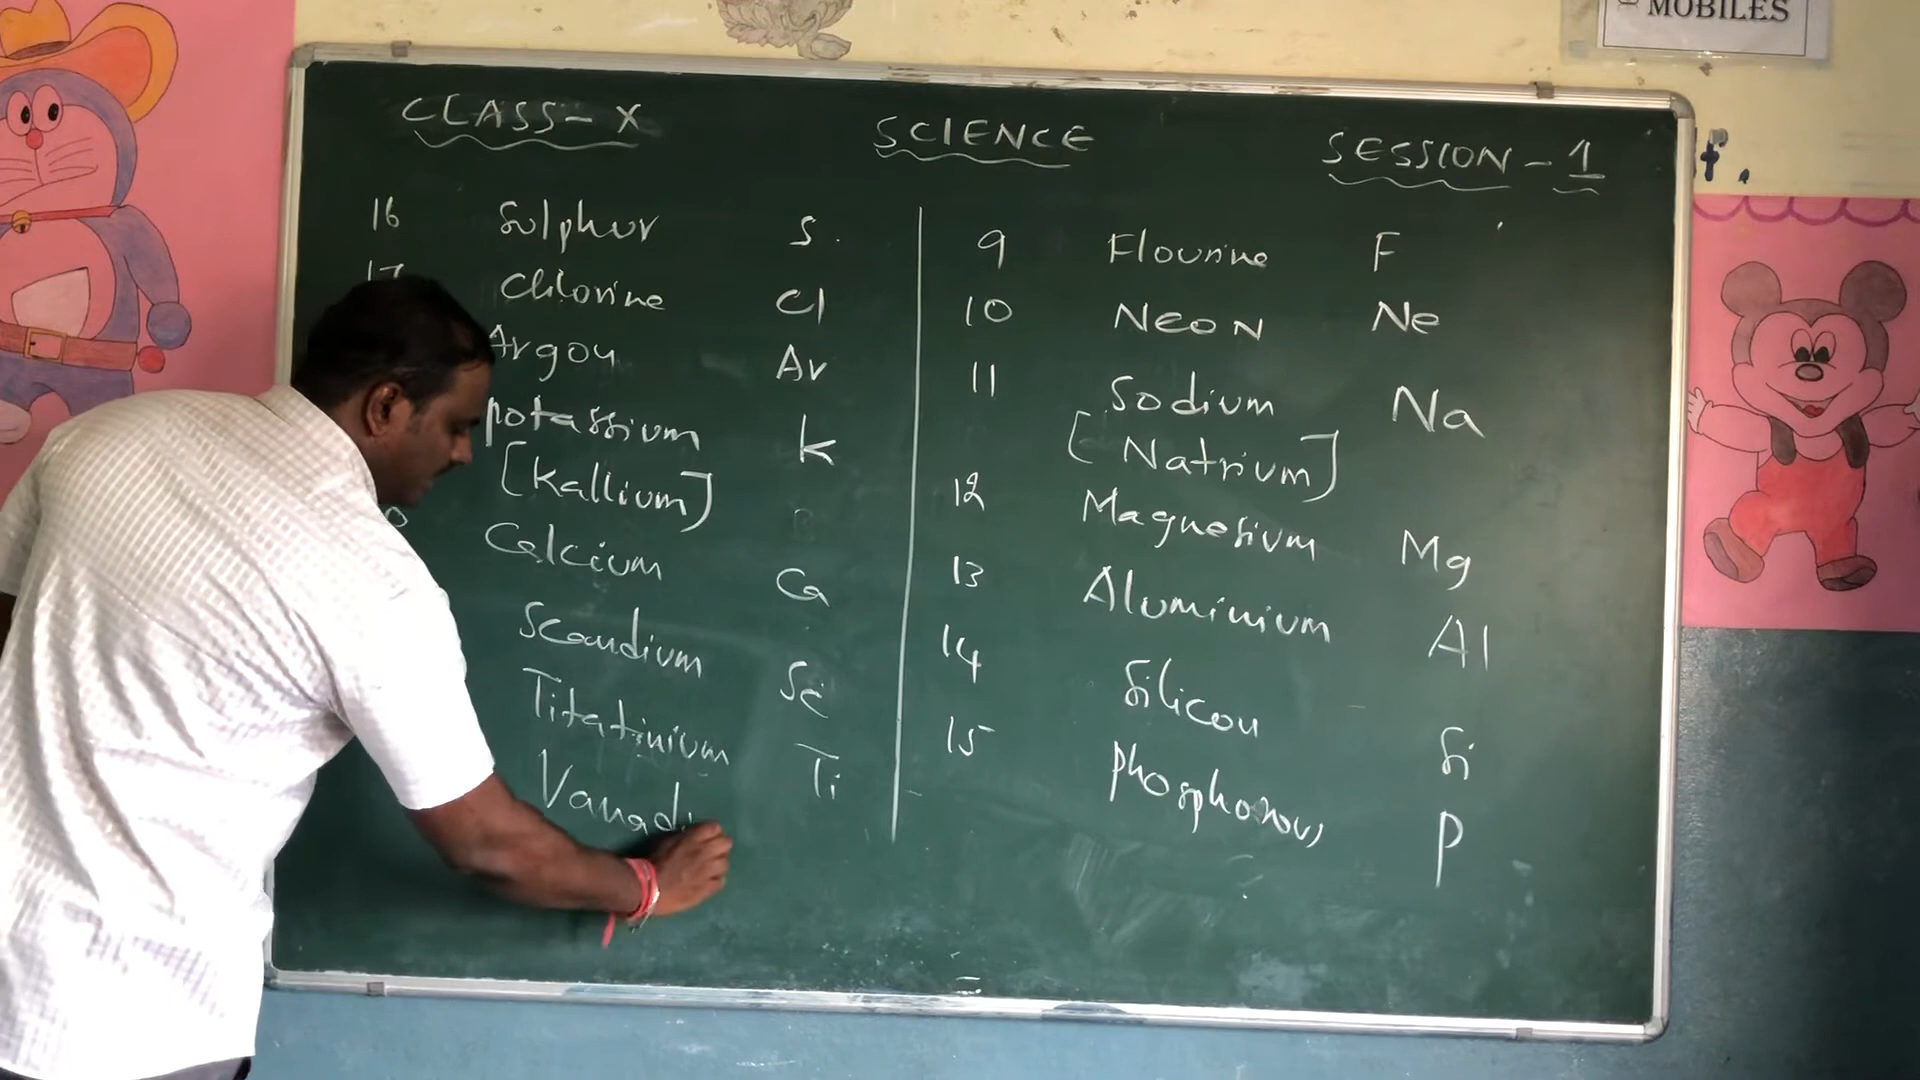 MOBILES
CLASS - X SCIENCE SESSION - 1
16 Sulphur S
17 Chlorine Cl
Argon Ar
potassium K
[Kallium]
Calcium Ca
Scandium Sc
Titatinium Ti
Vanadi
9 Flourine F
10 NEON Ne
11 Sodium Na
[Natrium]
12 Magnesium Mg
13 Aluminium Al
14 Silicon Si
15 phosphorous P